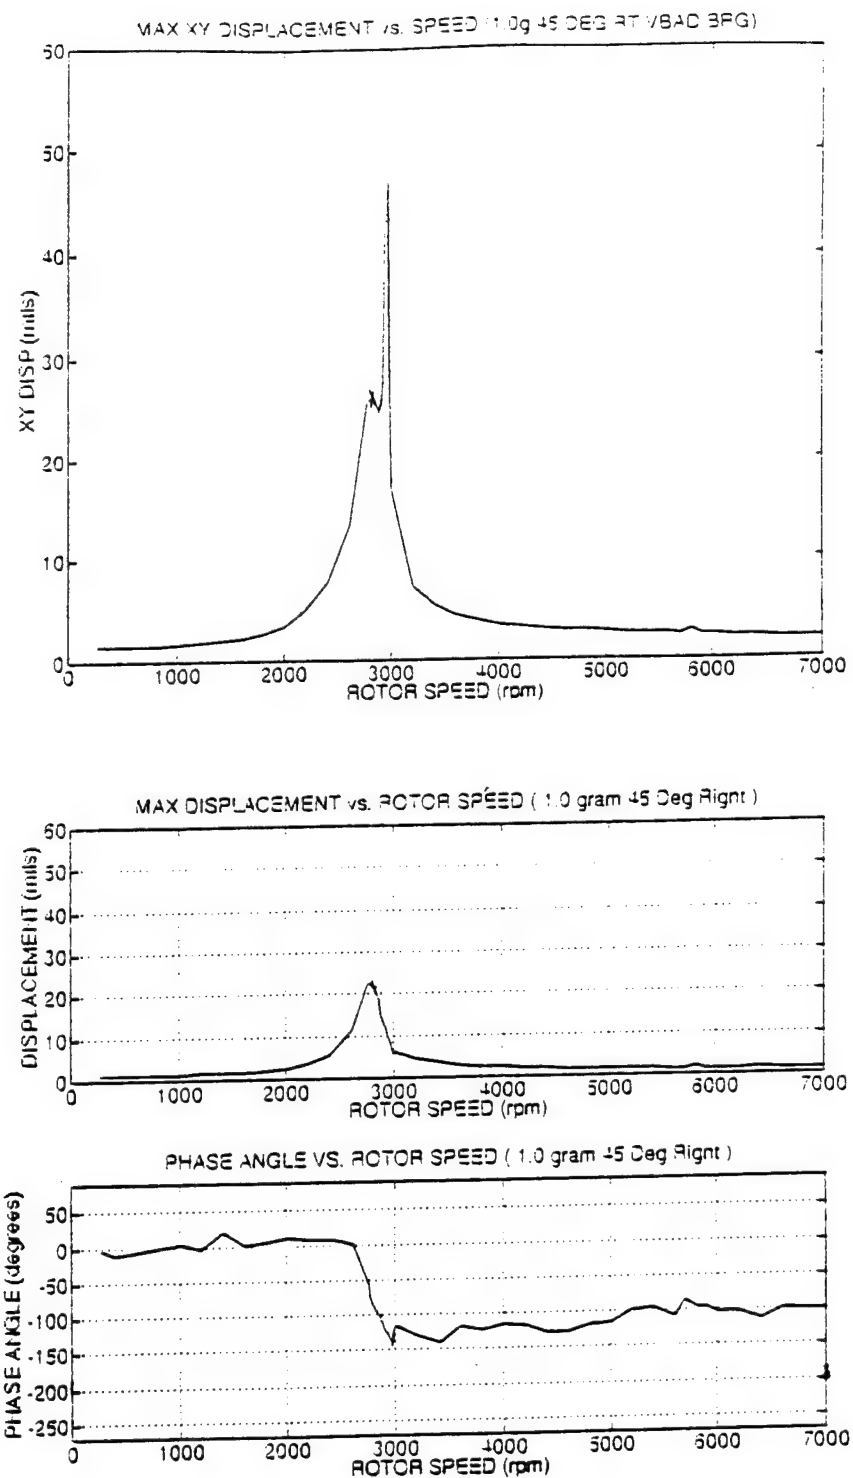 MAX XY DISPLACEMENT vs. SPEED (1.0g 45 DEG RT VBAD BRG)
60
50
40
30
20
10
0
XY DISP (mils)
0 1000 2000 3000 4000 5000 6000 7000
ROTOR SPEED (rpm)
MAX DISPLACEMENT vs. ROTOR SPEED ( 1.0 gram 45 Deg Right )
60
50
40
30
20
10
0
DISPLACEMENT (mils)
0 1000 2000 3000 4000 5000 6000 7000
ROTOR SPEED (rpm)
PHASE ANGLE VS. ROTOR SPEED ( 1.0 gram 45 Deg Right )
50
0
-50
-100
-150
-200
-250
PHASE ANGLE (degrees)
0 1000 2000 3000 4000 5000 6000 7000
ROTOR SPEED (rpm)